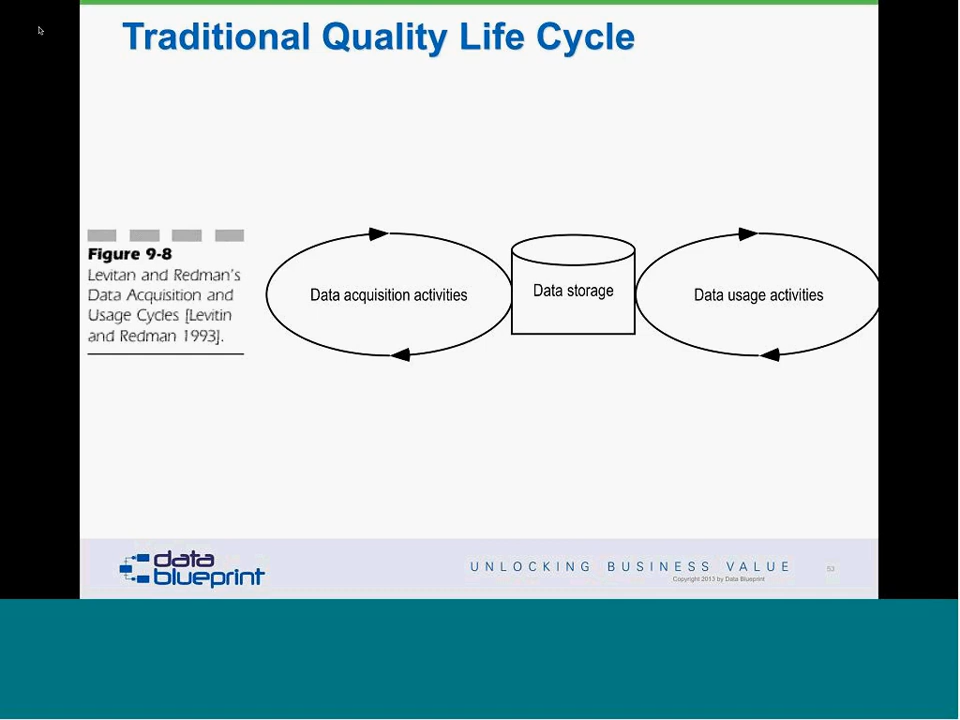 Traditional Quality Life Cycle
Figure 9-8
Levitan and Redman's
Data Acquisition and
Usage Cycles [Levitin
and Redman 1993].
Data acquisition activities
Data storage
Data usage activities
data
blueprint
UNLOCKING BUSINESS VALUE
Copyright 2013 by Data Blueprint
53